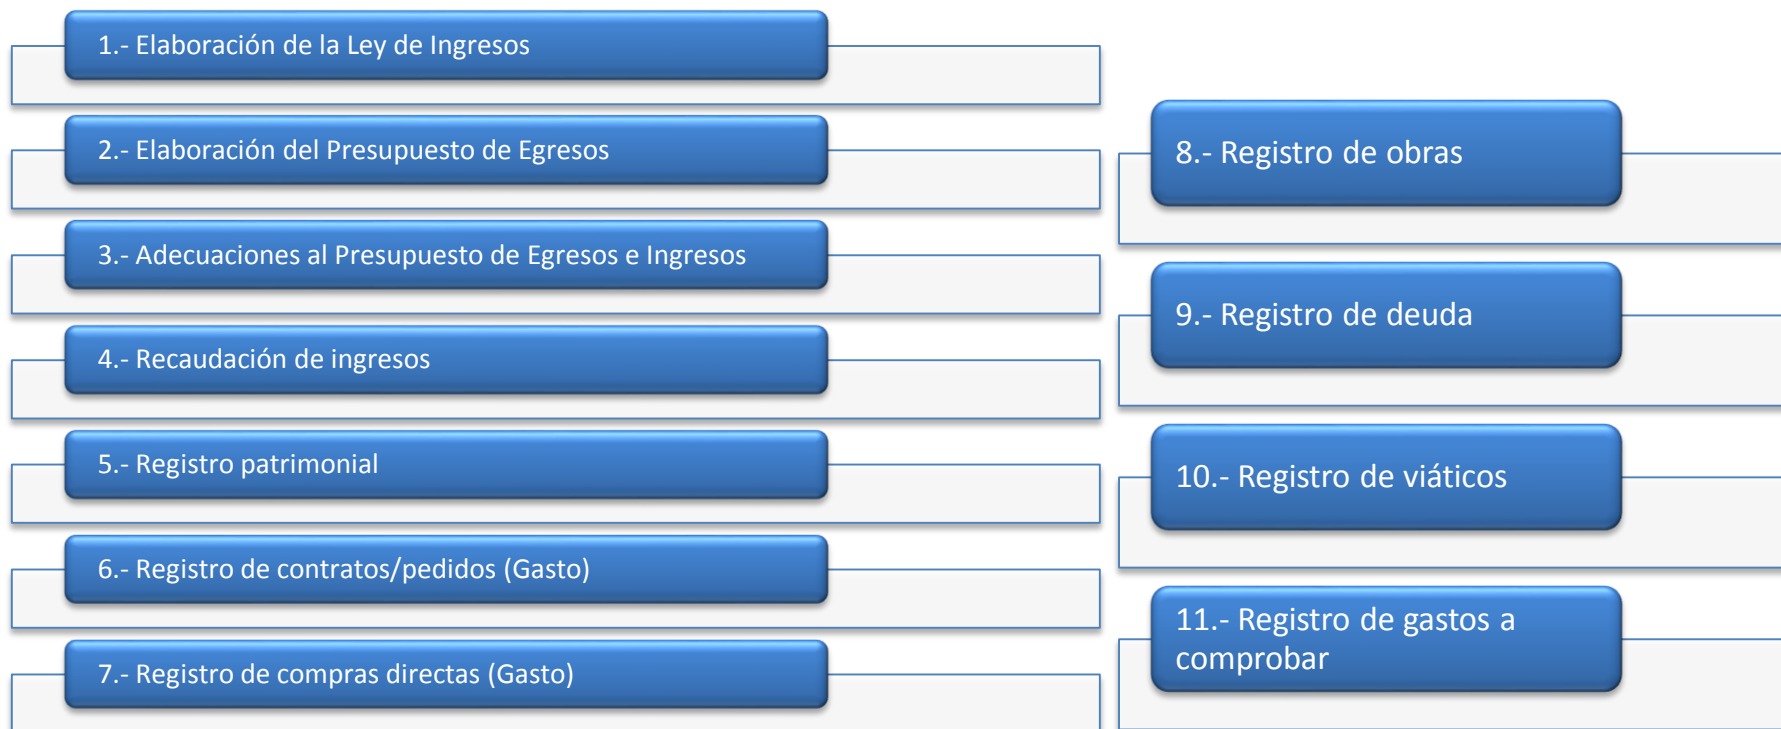 1.- Elaboración de la Ley de Ingresos
2.- Elaboración del Presupuesto de Egresos
3.- Adecuaciones al Presupuesto de Egresos e Ingresos
4.- Recaudación de ingresos
5.- Registro patrimonial
6.- Registro de contratos/pedidos (Gasto)
7.- Registro de compras directas (Gasto)
8.- Registro de obras
9.- Registro de deuda
10.- Registro de viáticos
11.- Registro de gastos a
comprobar